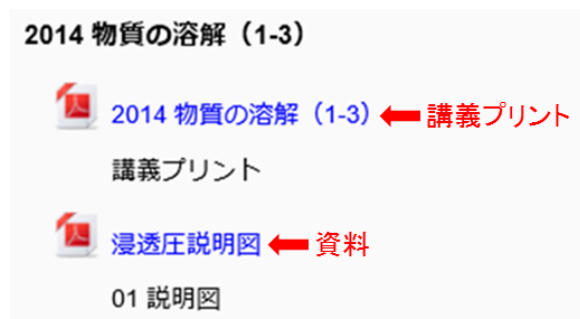 2014 物質の溶解（1-3）
2014 物質の溶解（1-3） 講義プリント
講義プリント
浸透圧説明図 資料
01 説明図